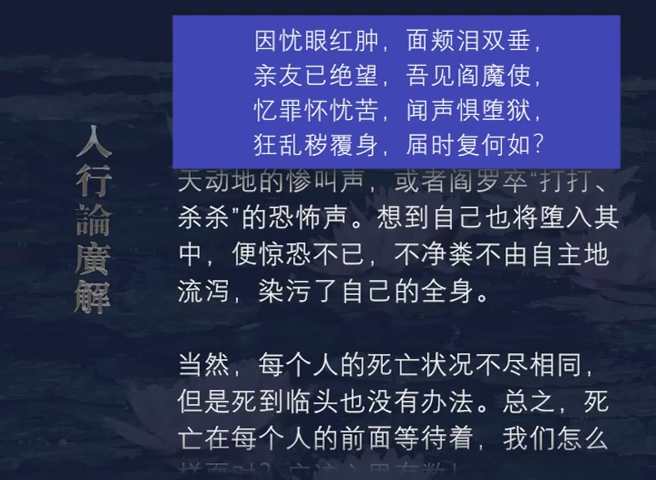 人行論廣解
因忧眼红肿，面颊泪双垂，
亲友已绝望，吾见阎魔使，
忆罪怀忧苦，闻声惧堕狱，
狂乱秽覆身，届时复何如？
天动地的惨叫声，或者阎罗卒“打打、
杀杀”的恐怖声。想到自己也将堕入其
中，便惊恐不已，不净粪不由自主地
流泻，染污了自己的全身。
当然，每个人的死亡状况不尽相同，
但是死到临头也没有办法。总之，死
亡在每个人的前面等待着，我们怎么